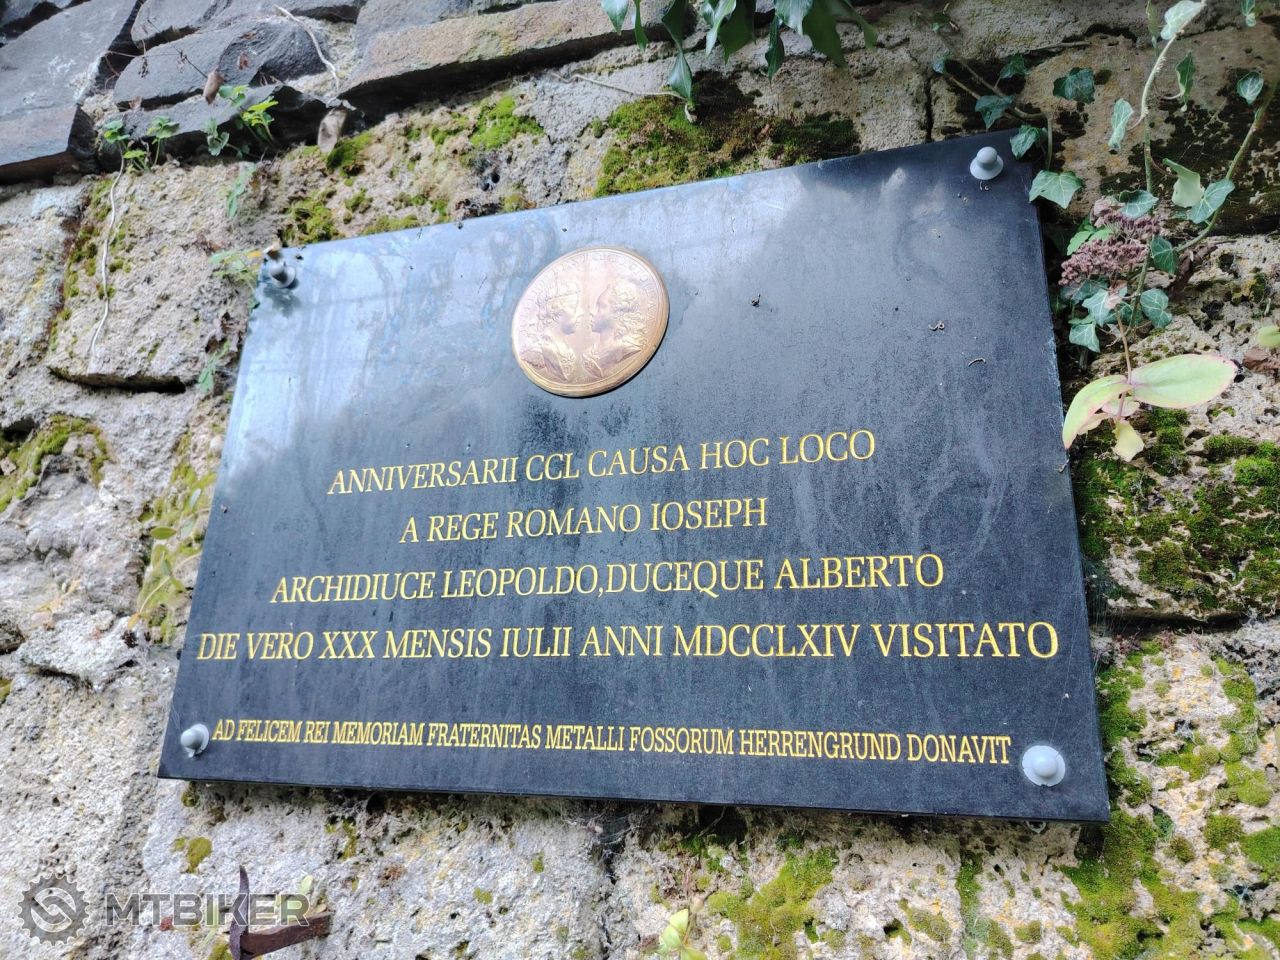 ANNIVERSARII CCL CAUSA HOC LOCO
A REGE ROMANO IOSEPH
ARCHIDIUCE LEOPOLDO,DUCEQUE ALBERTO
DIE VERO XXX MENSIS IULII ANNI MDCCLXIV VISITATO
AD FELICEM REI MEMORIAM FRATERNITAS METALLI FOSSORUM HERRENGRUND DONAVIT
MTBIKER